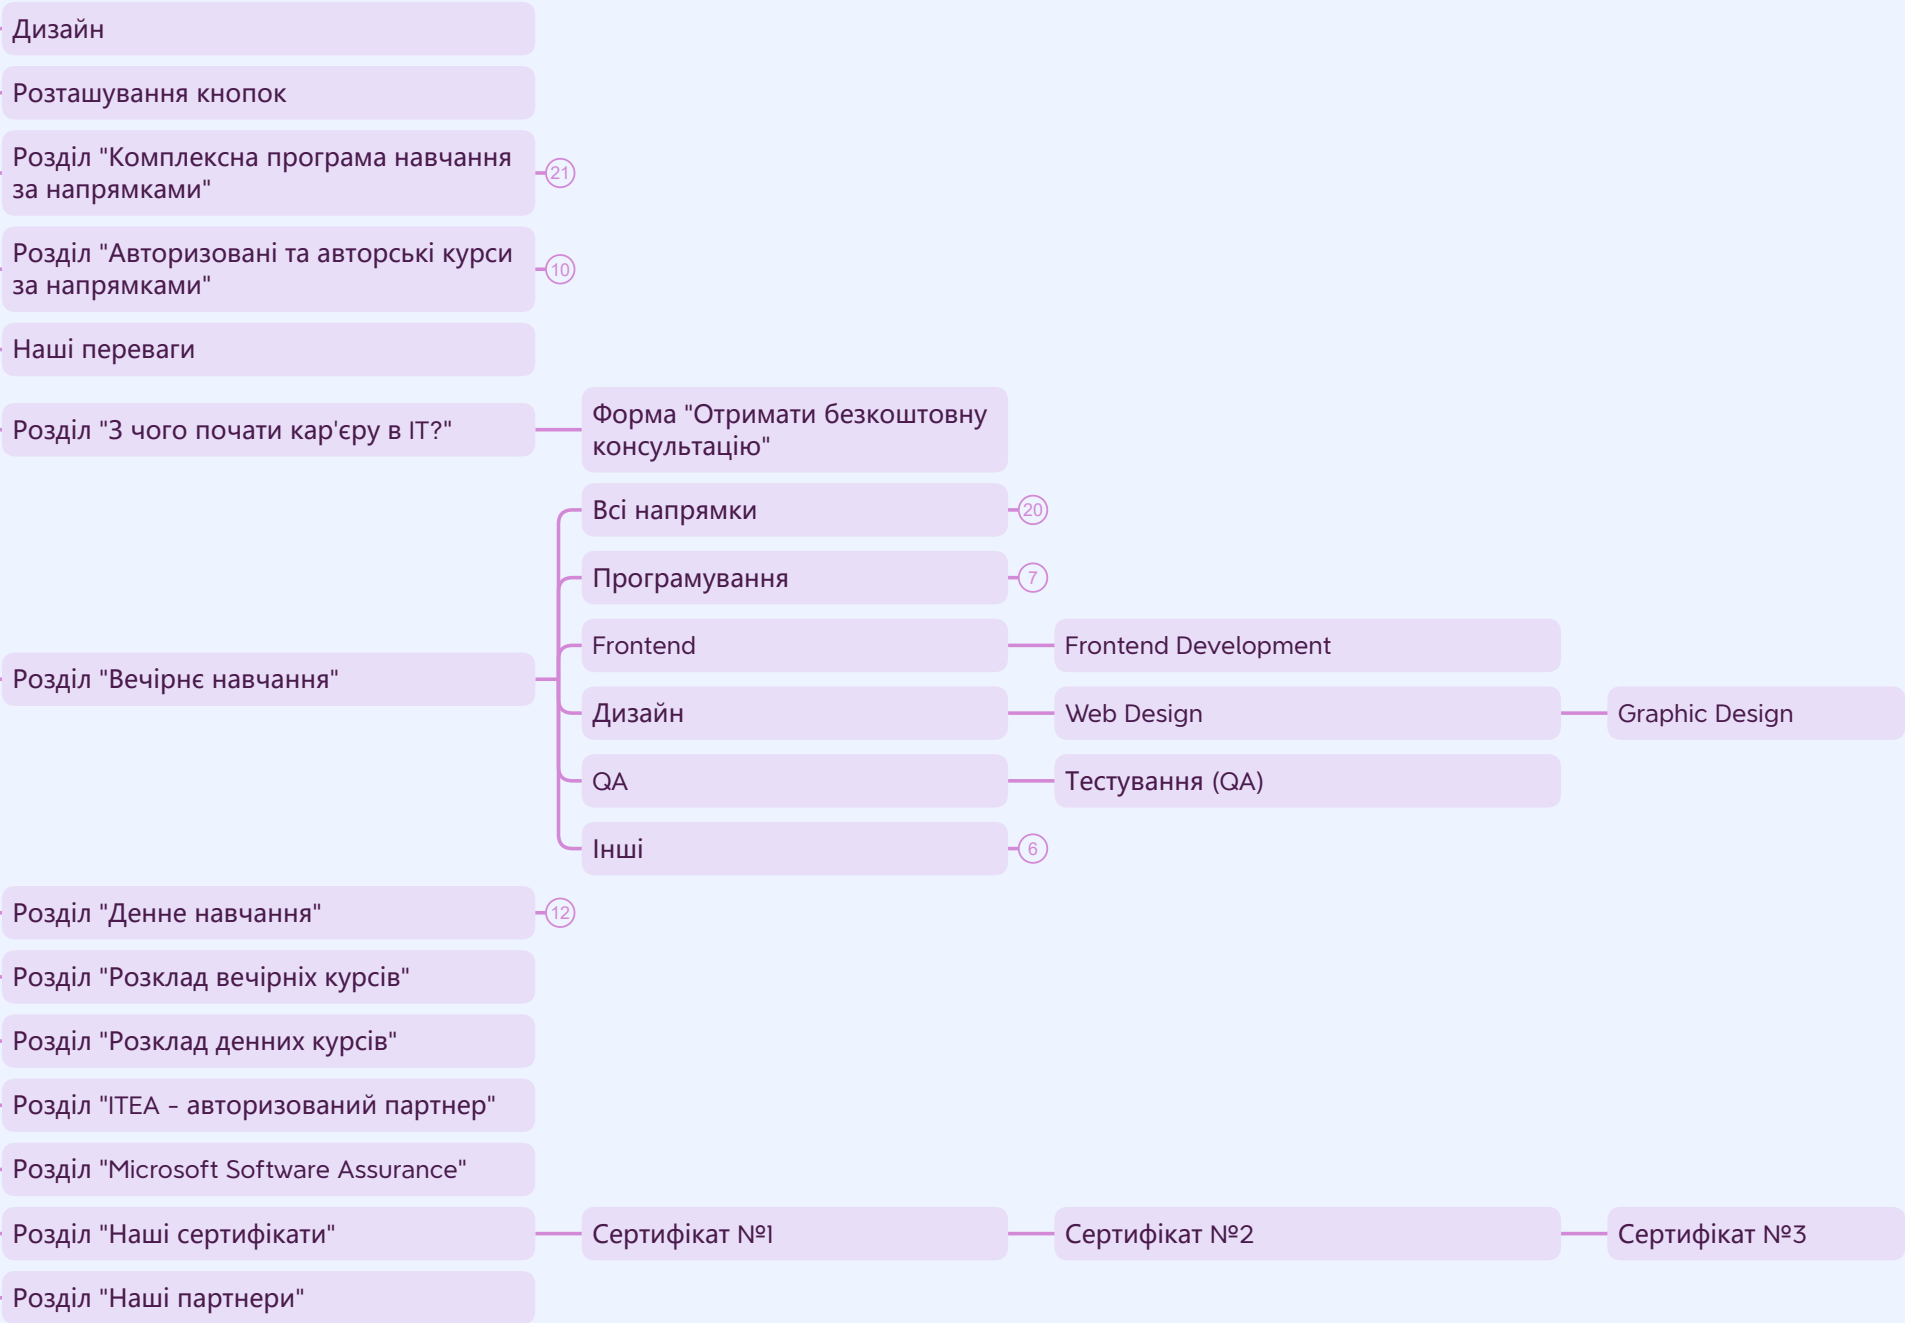 Дизайн
Розташування кнопок
Розділ "Комплексна програма навчання
за напрямками"
21
Розділ "Авторизовані та авторські курси
за напрямками"
10
Наші переваги
Розділ "З чого почати кар'єру в IT?"
Форма "Отримати безкоштовну
консультацію"
Розділ "Вечірнє навчання"
Всі напрямки
20
Програмування
7
Frontend
Frontend Development
Дизайн
Web Design
Graphic Design
QA
Тестування (QA)
Інші
6
Розділ "Денне навчання"
12
Розділ "Розклад вечірніх курсів"
Розділ "Розклад денних курсів"
Розділ "ITEA - авторизований партнер"
Розділ "Microsoft Software Assurance"
Розділ "Наші сертифікати"
Сертифікат №1
Сертифікат №2
Сертифікат №3
Розділ "Наші партнери"